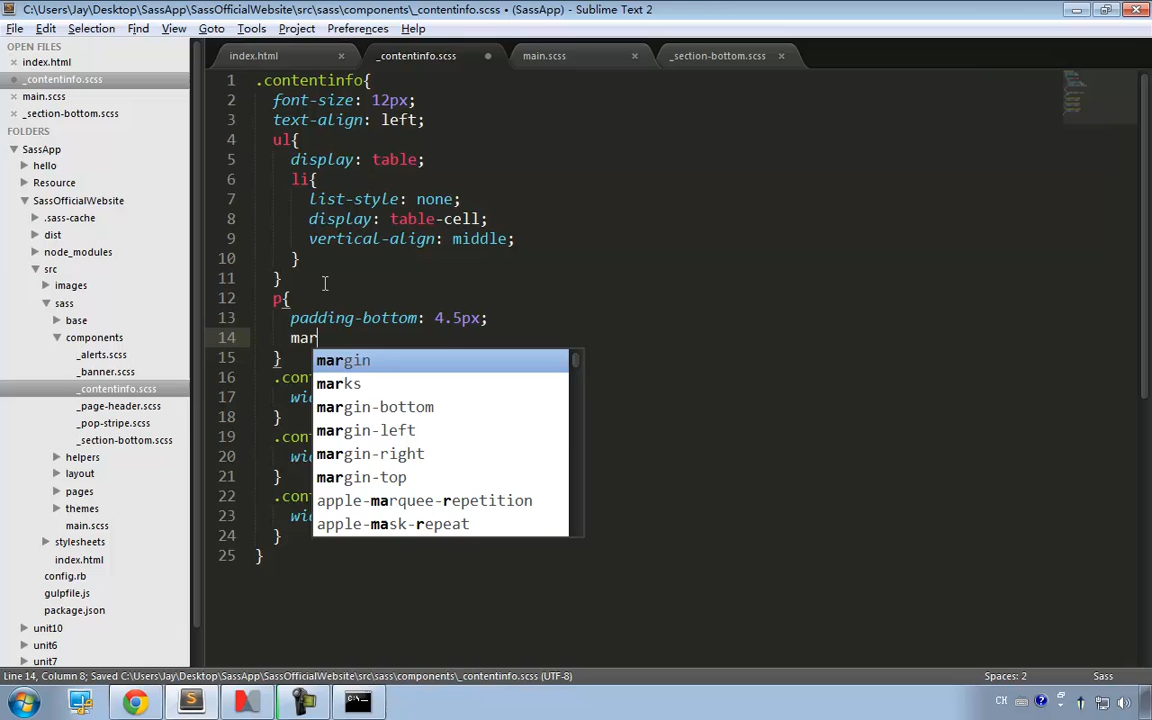 C:\Users\Jay\Desktop\SassApp\SassOfficialWebsite\src\sass\components\_contentinfo.scss • (SassApp) - Sublime Text 2
File Edit Selection Find View Goto Tools Project Preferences Help
OPEN FILES
index.html
_contentinfo.scss
main.scss
_section-bottom.scss
FOLDERS
SassApp
hello
Resource
SassOfficialWebsite
.sass-cache
dist
node_modules
src
images
sass
base
components
_alerts.scss
_banner.scss
_contentinfo.scss
_page-header.scss
_pop-stripe.scss
_section-bottom.scss
helpers
layout
pages
themes
main.scss
stylesheets
index.html
config.rb
gulpfile.js
package.json
unit10
unit6
unit7
index.html _contentinfo.scss main.scss _section-bottom.scss
1 .contentinfo{
2 font-size: 12px;
3 text-align: left;
4 ul{
5 display: table;
6 li{
7 list-style: none;
8 display: table-cell;
9 vertical-align: middle;
10 }
11 }
12 p{
13 padding-bottom: 4.5px;
14 mar
15 }
16 .con
17 wi
18 }
19 .con
20 wi
21 }
22 .con
23 wi
24 }
25 }
margin
marks
margin-bottom
margin-left
margin-right
margin-top
apple-marquee-repetition
apple-mask-repeat
Line 14, Column 8; Saved C:\Users\Jay\Desktop\SassApp\SassOfficialWebsite\src\sass\components\_contentinfo.scss (UTF-8) Spaces: 2 Sass
CH